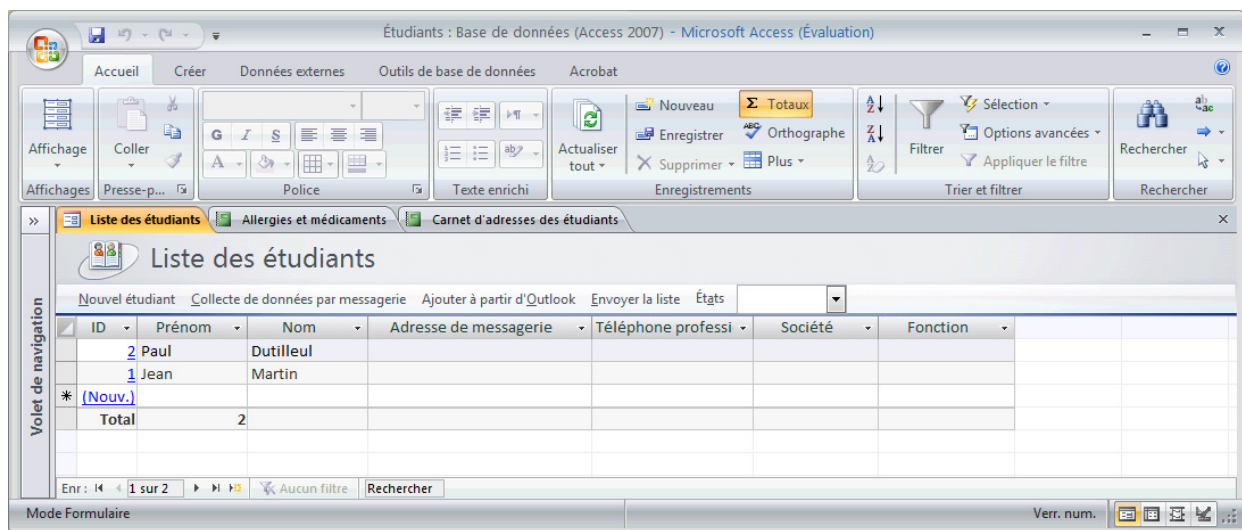 Étudiants : Base de données (Access 2007) - Microsoft Access (Évaluation)
Accueil Créer Données externes Outils de base de données Acrobat
Affichage
Coller
G I S
A
ab
Actualiser tout
Nouveau
Enregistrer
Supprimer
Σ Totaux
ABC Orthographe
Plus
A Z
Z A
A Z
Filtrer
Sélection
Options avancées
Appliquer le filtre
Rechercher
ab ac
Affichages Presse-p... Police Texte enrichi Enregistrements Trier et filtrer Rechercher
» Liste des étudiants Allergies et médicaments Carnet d'adresses des étudiants x
Volet de navigation
Liste des étudiants
Nouvel étudiant Collecte de données par messagerie Ajouter à partir d'Outlook Envoyer la liste États
ID Prénom Nom Adresse de messagerie Téléphone professi Société Fonction
2 Paul Dutilleul
1 Jean Martin
* (Nouv.)
Total 2
Enr : 1 sur 2 Aucun filtre Rechercher
Mode Formulaire Verr. num.